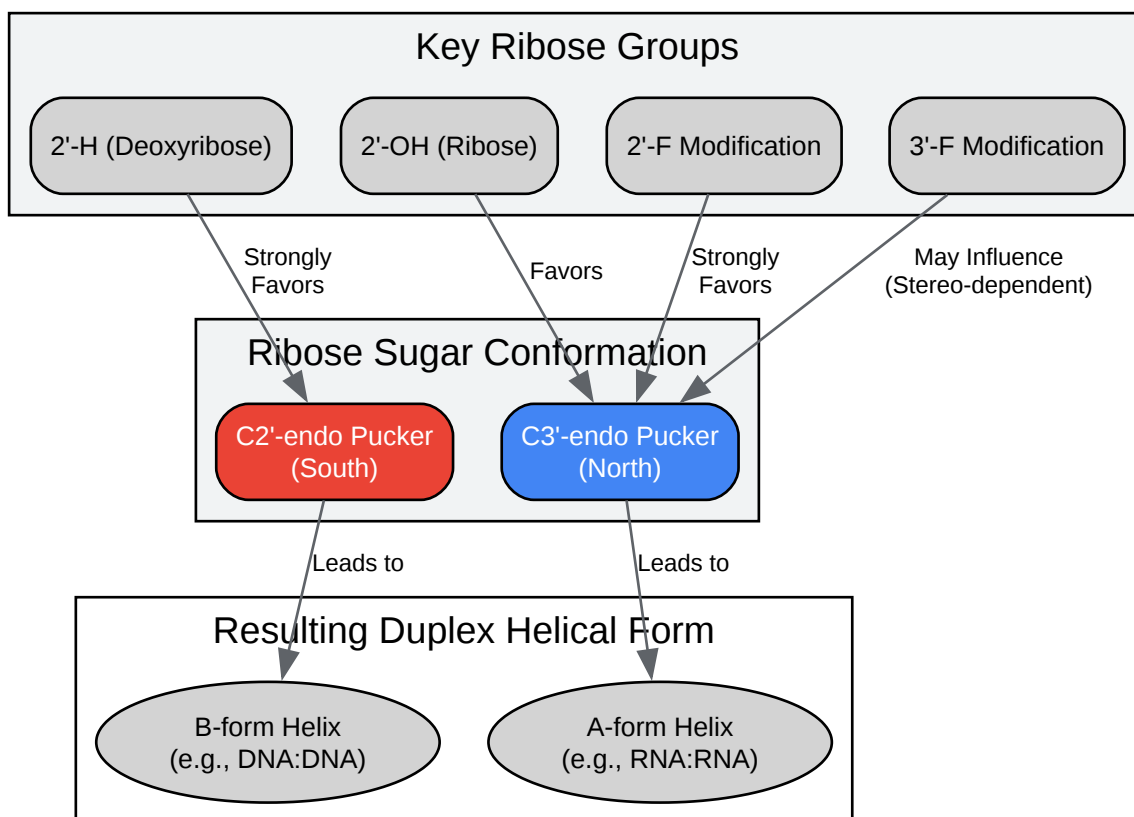 Key Ribose Groups
2'-H (Deoxyribose)
2'-OH (Ribose)
2'-F Modification
3'-F Modification
Strongly
Favors
Favors
Strongly
Favors
May Influence
(Stereo-dependent)
Ribose Sugar Conformation
C2'-endo Pucker
(South)
C3'-endo Pucker
(North)
Leads to
Leads to
Resulting Duplex Helical Form
B-form Helix
(e.g., DNA:DNA)
A-form Helix
(e.g., RNA:RNA)